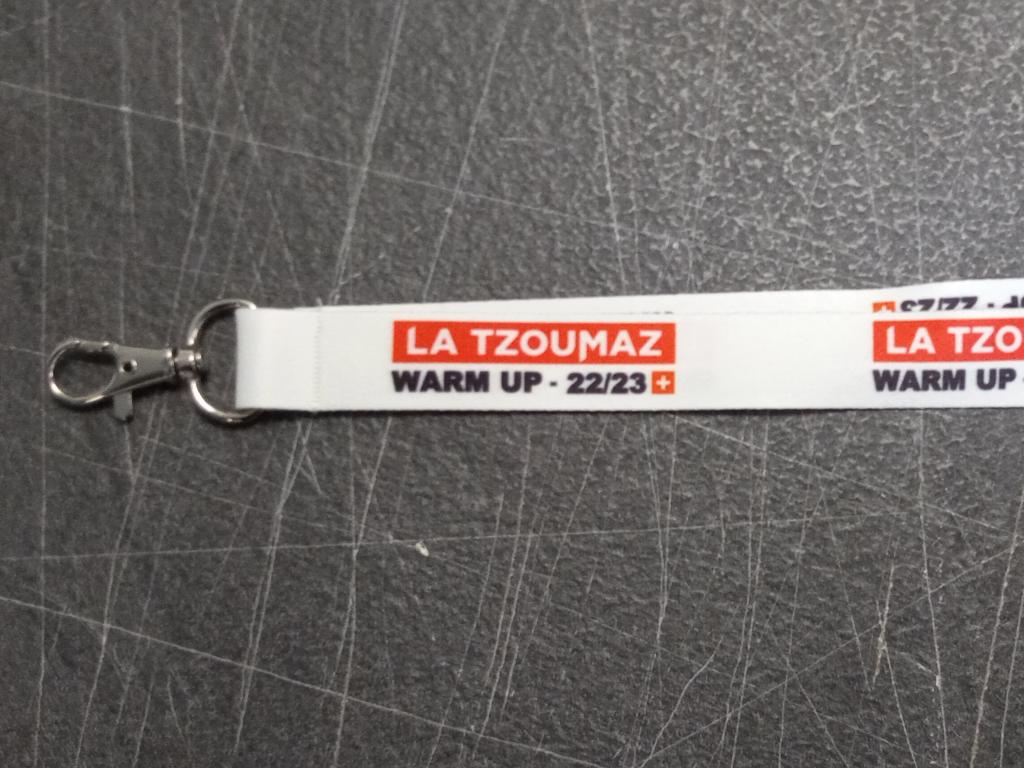 LA TZOUMAZ
WARM UP - 22/23
LA TZO
WARM UP